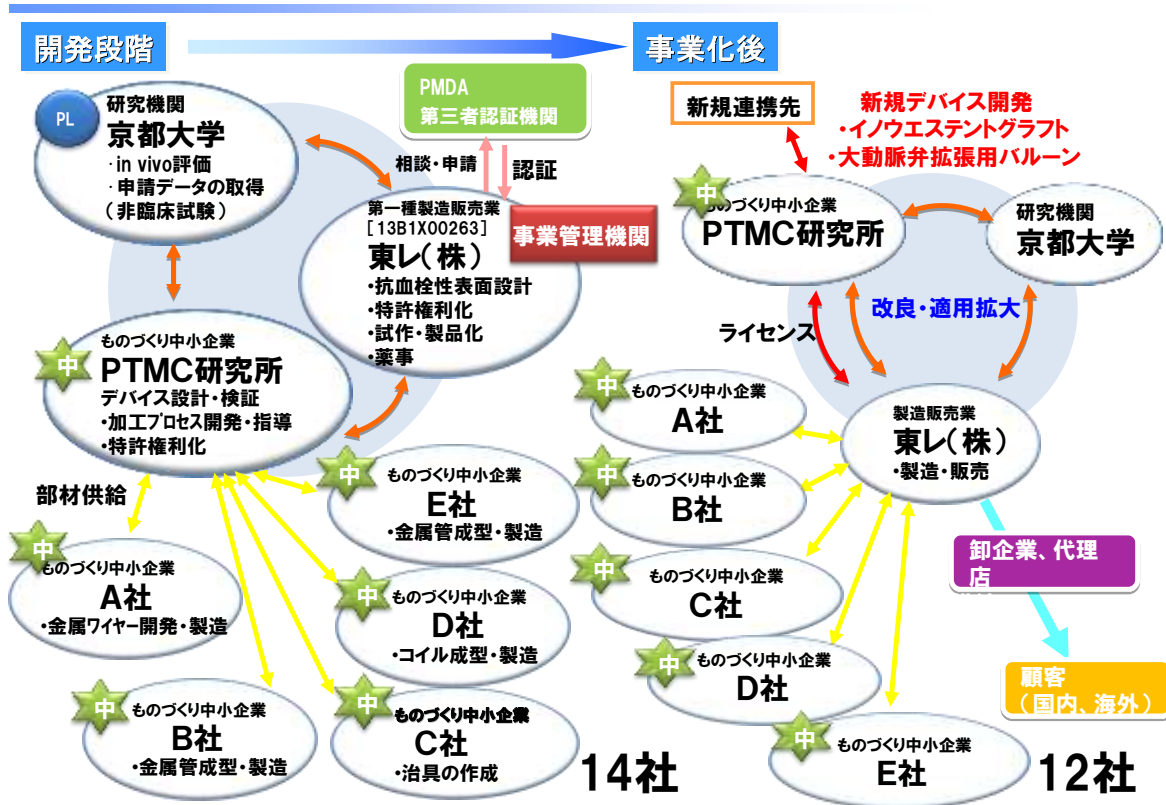 開発段階
事業化後
PL
研究機関
京都大学
・in vivo評価
・申請データの取得
（非臨床試験）
PMDA
第三者認証機関
相談・申請
認証
第一種製造販売業
[13B1X00263]
東レ（株）
・抗血栓性表面設計
・特許権利化
・試作・製品化
・薬事
事業管理機関
中
ものづくり中小企業
PTMC研究所
デバイス設計・検証
・加工プロセス開発・指導
・特許権利化
部材供給
中
ものづくり中小企業
E社
・金属管成型・製造
中
ものづくり中小企業
A社
・金属ワイヤー開発・製造
中
ものづくり中小企業
D社
・コイル成型・製造
中
ものづくり中小企業
B社
・金属管成型・製造
中
ものづくり中小企業
C社
・治具の作成
14社
新規連携先
新規デバイス開発
・イノウエステントグラフト
・大動脈弁拡張用バルーン
中
ものづくり中小企業
PTMC研究所
研究機関
京都大学
改良・適用拡大
ライセンス
製造販売業
東レ（株）
・製造・販売
中
ものづくり中小企業
A社
中
ものづくり中小企業
B社
中
ものづくり中小企業
C社
中
ものづくり中小企業
D社
中
ものづくり中小企業
E社
卸企業、代理
店
顧客
（国内、海外）
12社